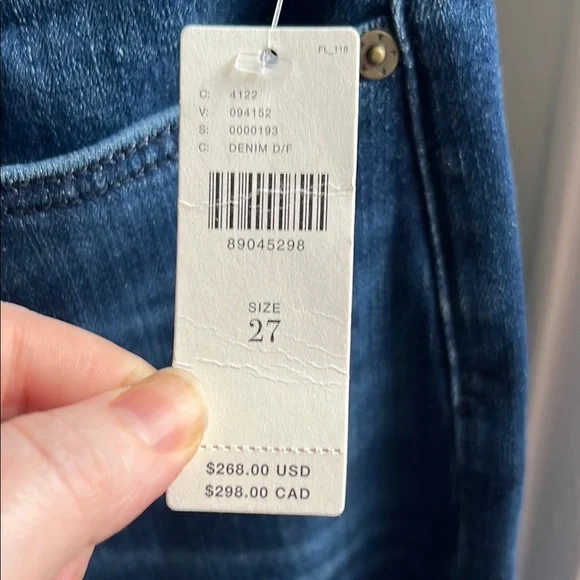 FL_115
C: 4122
V: 094152
S: 0000193
C: DENIM D/F
89045298
SIZE
27
$268.00 USD
$298.00 CAD